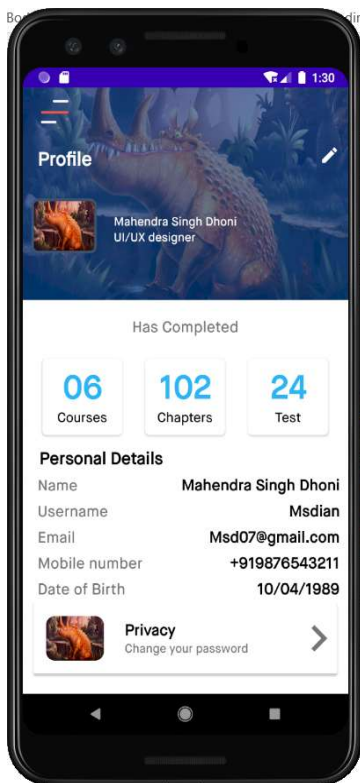 1:30
Profile
Mahendra Singh Dhoni
UI/UX designer
Has Completed
06 102 24
Courses Chapters Test
Personal Details
Name Mahendra Singh Dhoni
Username Msdian
Email Msd07@gmail.com
Mobile number +919876543211
Date of Birth 10/04/1989
Privacy
Change your password